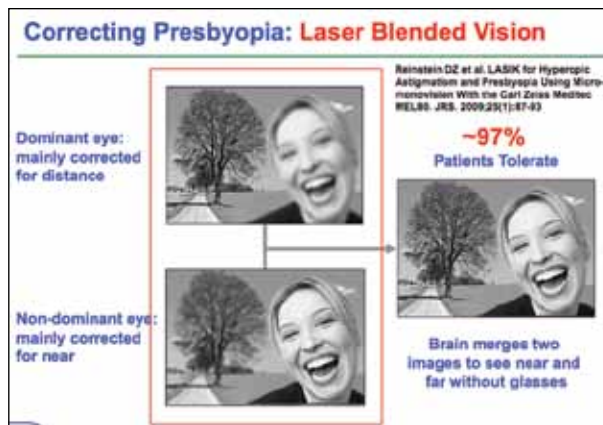 Correcting Presbyopia: Laser Blended Vision
Reinstein DZ et al. LASIK for Hyperopic
Astigmatism and Presbyopia Using Micro-
monovision With the Carl Zeiss Meditec
MEL80. JRS. 2009;25(1):87-93
Dominant eye:
mainly corrected
for distance
~97%
Patients Tolerate
Non-dominant eye:
mainly corrected
for near
Brain merges two
images to see near and
far without glasses